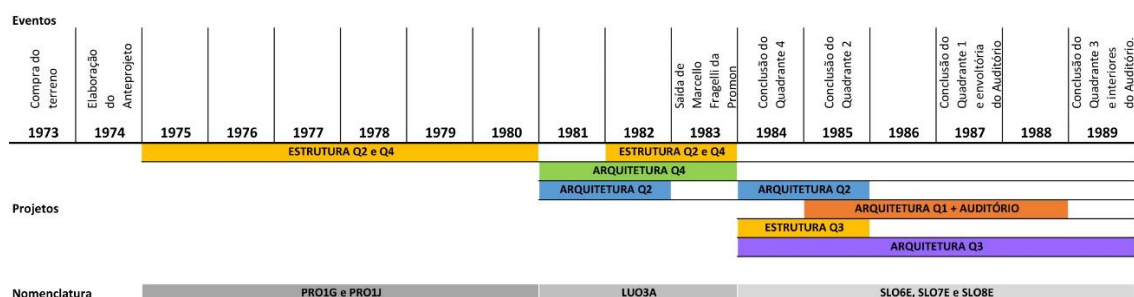 Eventos
Compra do
terreno
Elaboração
do
Anteprojeto
Saída de
Marcello
Fragelli da
Promon
Conclusão do
Quadrante 4
Conclusão do
Quadrante 2
Conclusão do
Quadrante 1
e envoltória
do Auditório
Conclusão do
Quadrante 3
e interiores
do Auditório.
1973 1974 1975 1976 1977 1978 1979 1980 1981 1982 1983 1984 1985 1986 1987 1988 1989
ESTRUTURA Q2 e Q4 ESTRUTURA Q2 e Q4
ARQUITETURA Q4
ARQUITETURA Q2 ARQUITETURA Q2
Projetos ARQUITETURA Q1 + AUDITÓRIO
ESTRUTURA Q3
ARQUITETURA Q3
Nomenclatura PRO1G e PRO1J LUO3A SLO6E, SLO7E e SLO8E